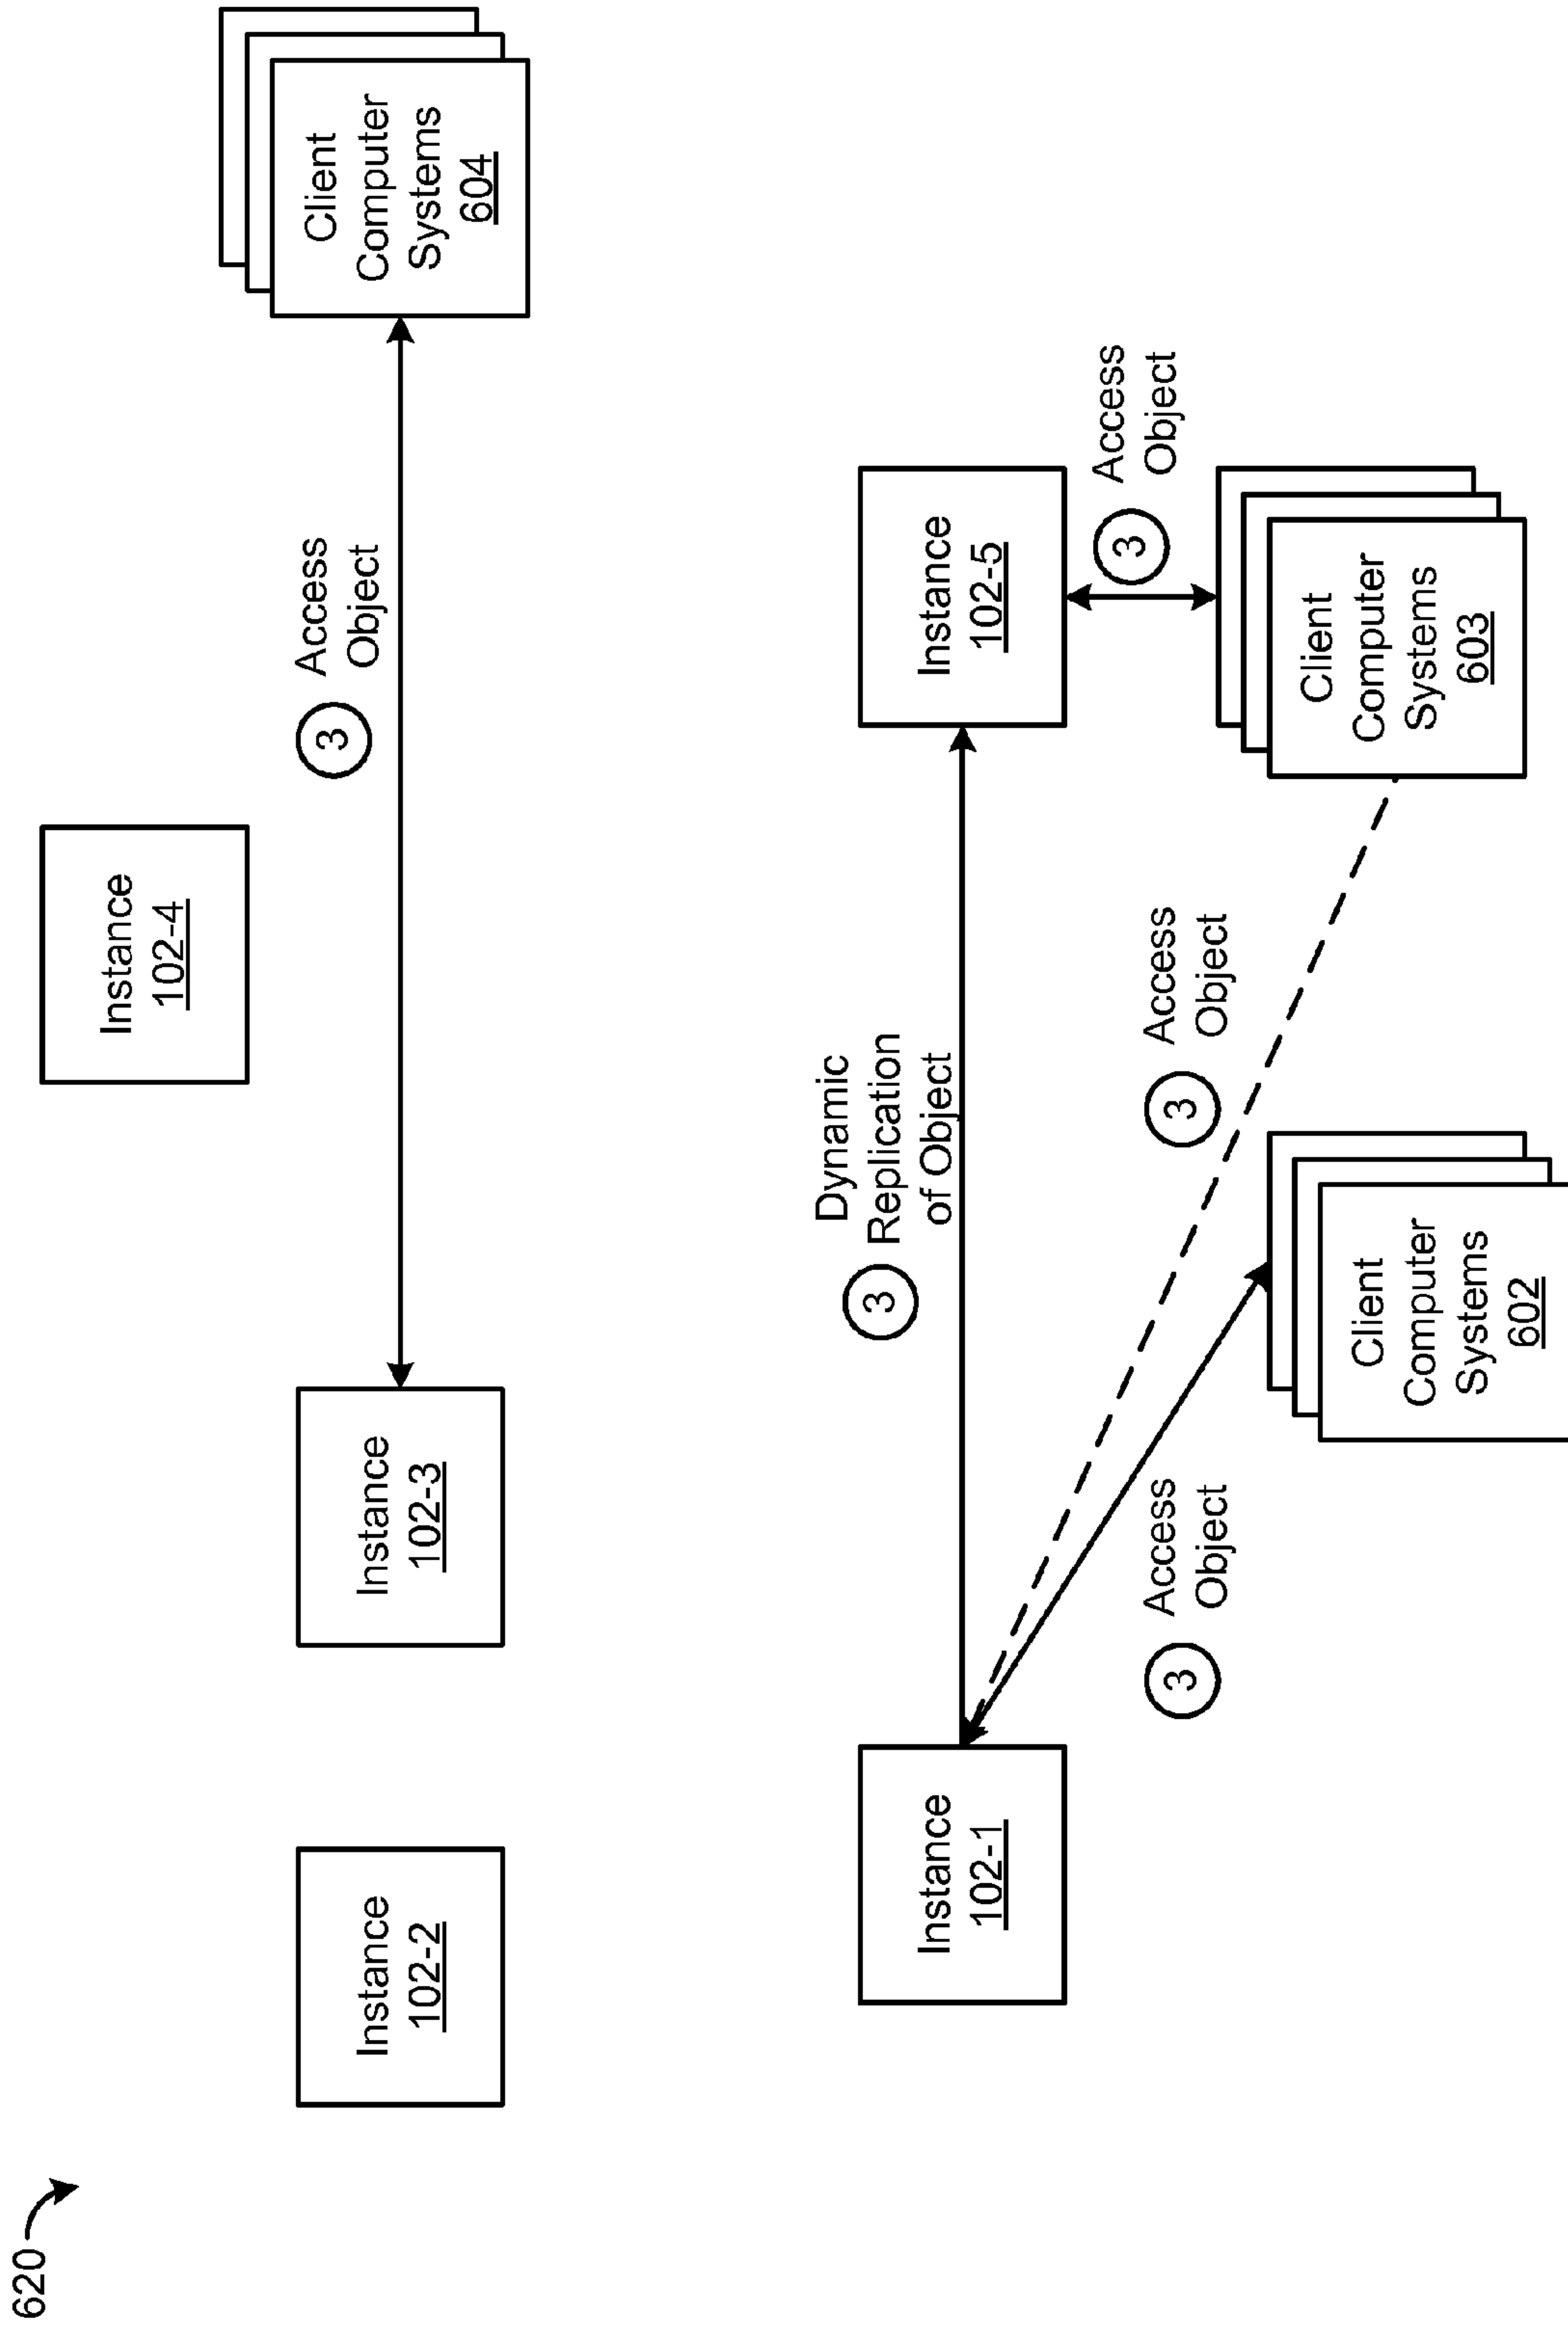 620
Instance
102-4
Client
Computer
Systems
604
3
Access
Object
Instance
102-2
Instance
102-3
3
Dynamic
Replication
of Object
Instance
102-1
Instance
102-5
3
Access
Object
3
Access
Object
3
Access
Object
Client
Computer
Systems
603
Client
Computer
Systems
602